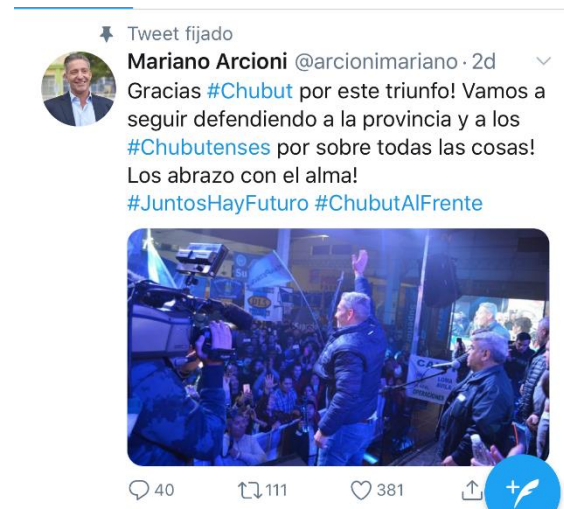 Tweet fijado
Mariano Arcioni @arcionimariano · 2d
Gracias #Chubut por este triunfo! Vamos a
seguir defendiendo a la provincia y a los
#Chubutenses por sobre todas las cosas!
Los abrazo con el alma!
#JuntosHayFuturo #ChubutAlFrente
40 111 381